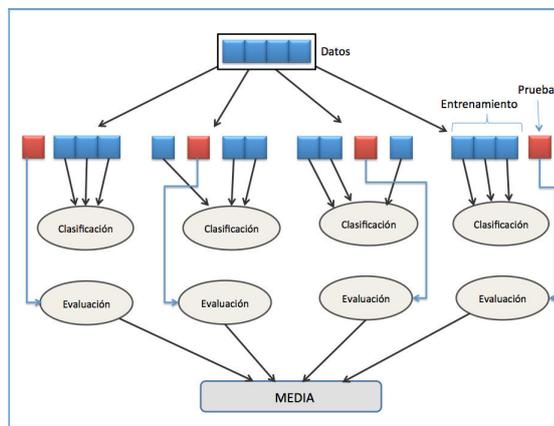 Datos
Prueba
Entrenamiento
Clasificación
Clasificación
Clasificación
Clasificación
Evaluación
Evaluación
Evaluación
Evaluación
MEDIA